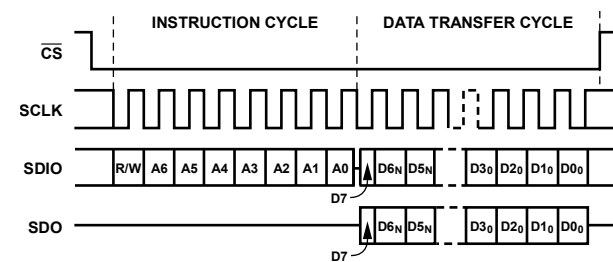 INSTRUCTION CYCLE DATA TRANSFER CYCLE
CS
SCLK
SDIO R/W A6 A5 A4 A3 A2 A1 A0 D6N D5N D30 D20 D10 D00
D7
SDO D6N D5N D30 D20 D10 D00
D7